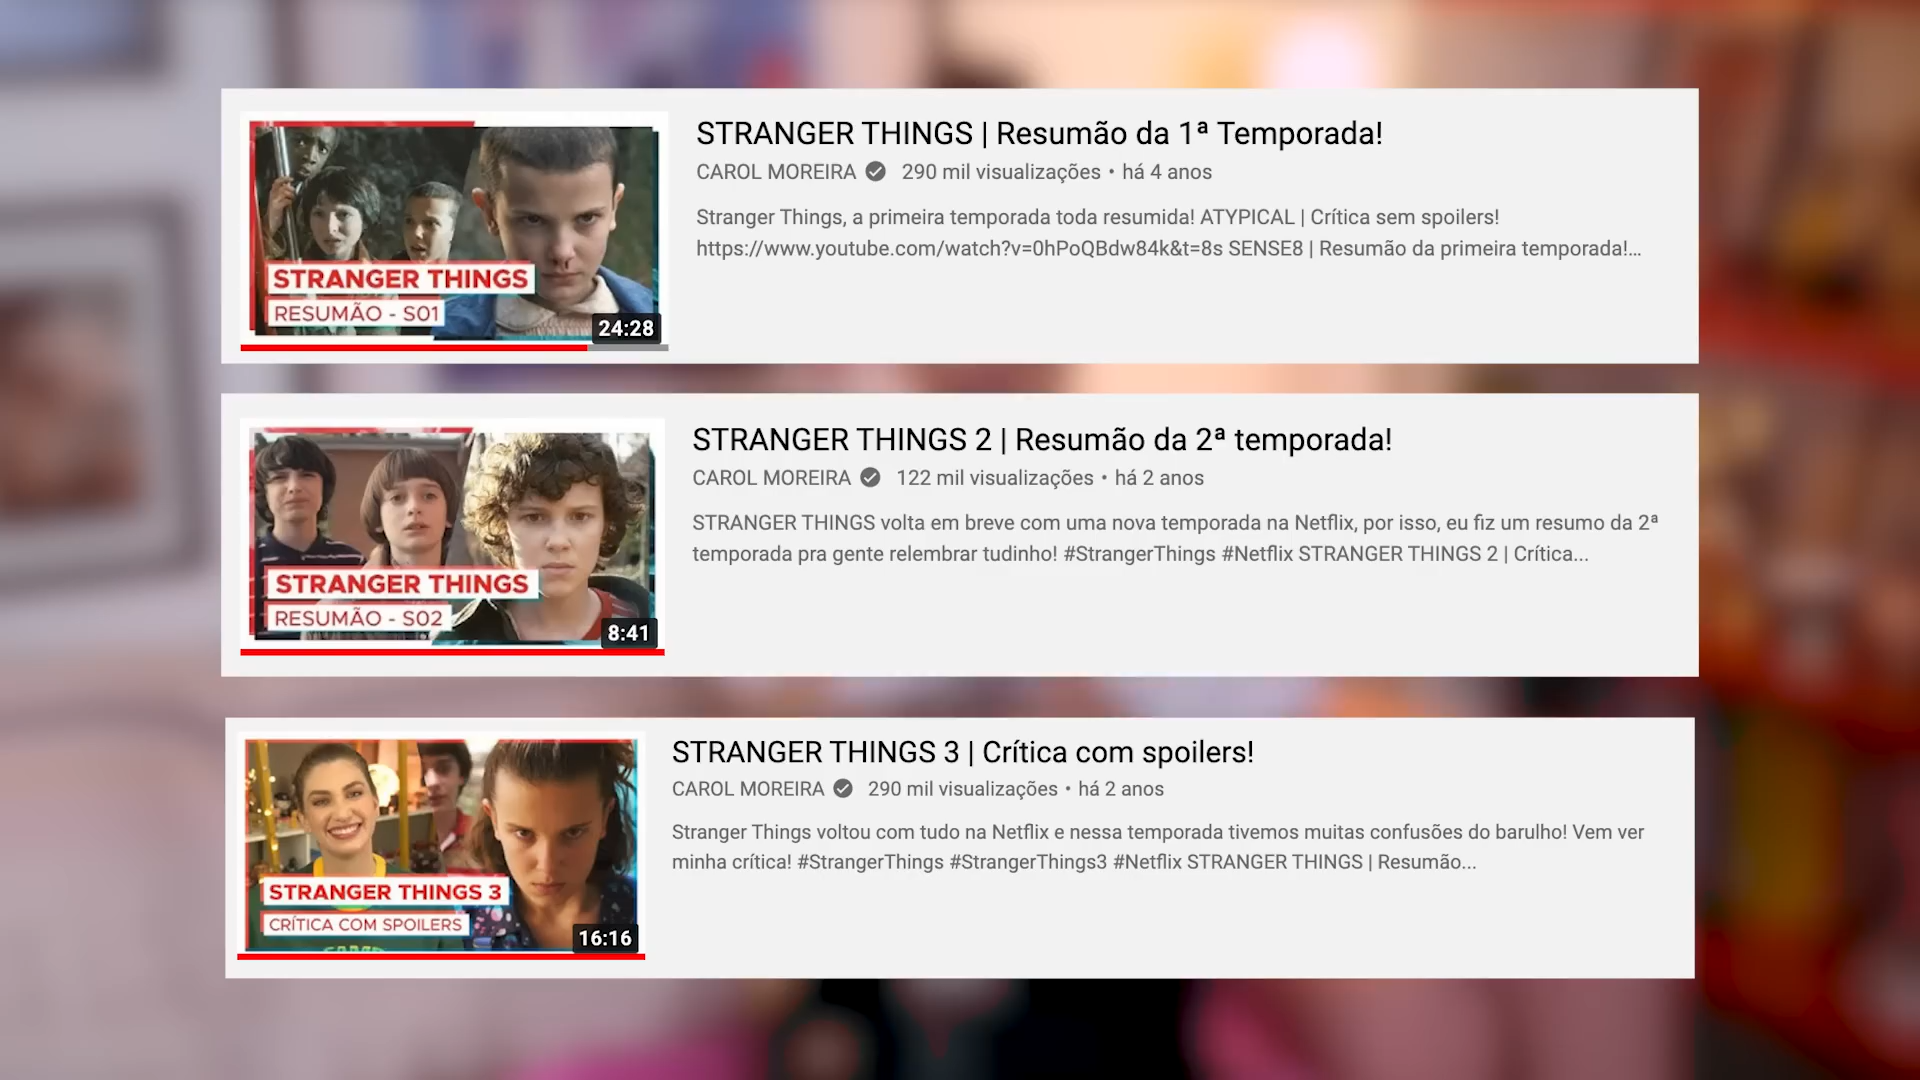 STRANGER THINGS
RESUMÃO - S01
24:28
STRANGER THINGS | Resumão da 1ª Temporada!
CAROL MOREIRA 290 mil visualizações • há 4 anos
Stranger Things, a primeira temporada toda resumida! ATYPICAL | Crítica sem spoilers!
https://www.youtube.com/watch?v=0hPoQBdw84k&t=8s SENSE8 | Resumão da primeira temporada!...
STRANGER THINGS
RESUMÃO - S02
8:41
STRANGER THINGS 2 | Resumão da 2ª temporada!
CAROL MOREIRA 122 mil visualizações • há 2 anos
STRANGER THINGS volta em breve com uma nova temporada na Netflix, por isso, eu fiz um resumo da 2ª
temporada pra gente relembrar tudinho! #StrangerThings #Netflix STRANGER THINGS 2 | Crítica...
STRANGER THINGS 3
CRÍTICA COM SPOILERS
16:16
STRANGER THINGS 3 | Crítica com spoilers!
CAROL MOREIRA 290 mil visualizações • há 2 anos
Stranger Things voltou com tudo na Netflix e nessa temporada tivemos muitas confusões do barulho! Vem ver
minha crítica! #StrangerThings #StrangerThings3 #Netflix STRANGER THINGS | Resumão...